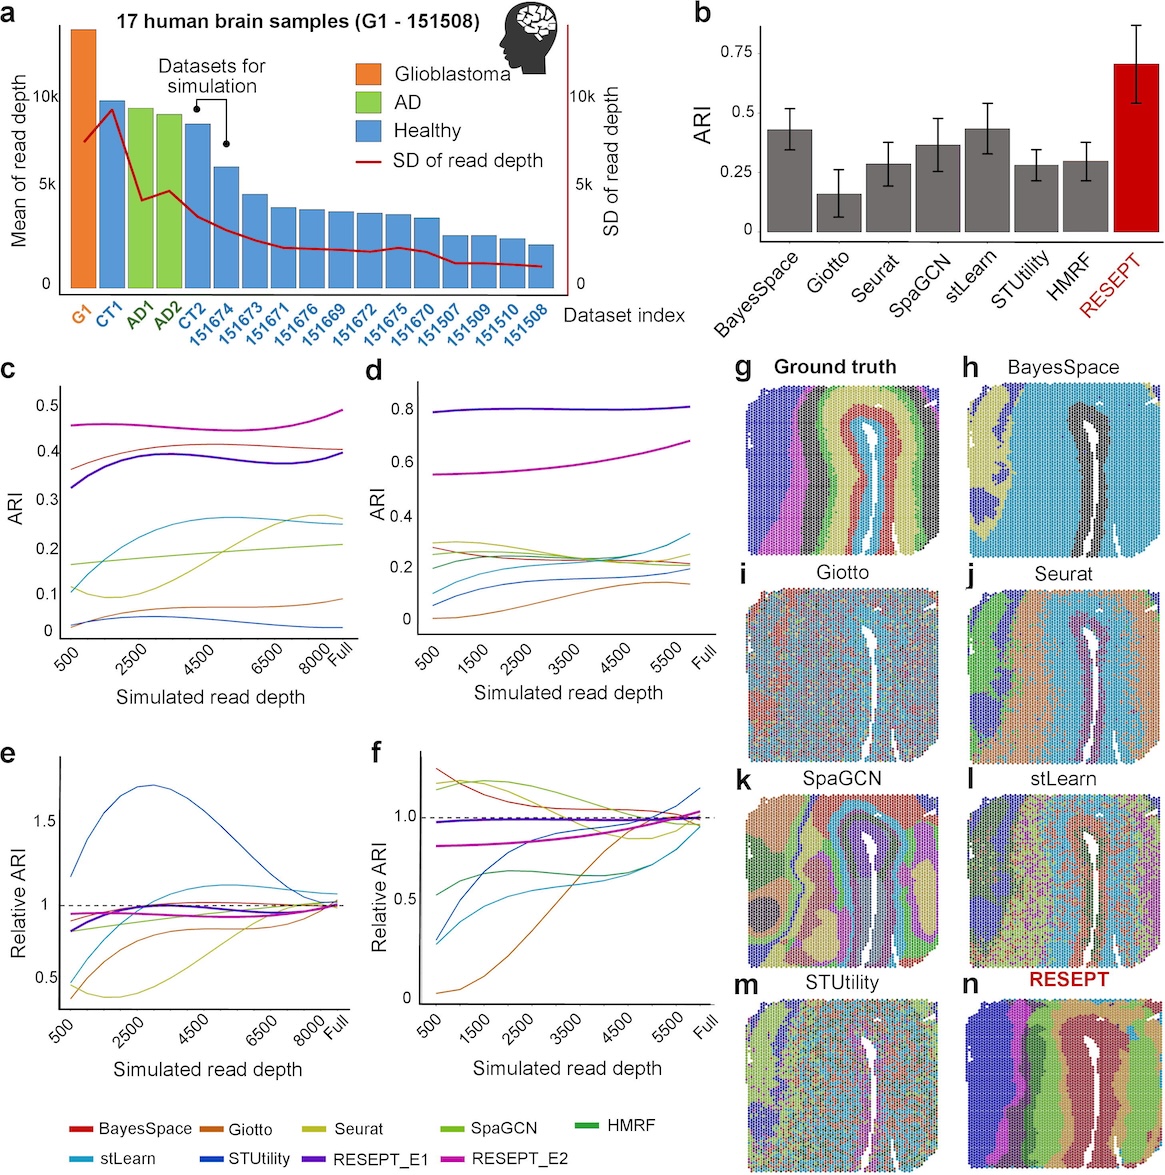 a
17 human brain samples (G1 - 151508)
Mean of read depth
10k
5k
0
Datasets for
simulation
Glioblastoma
AD
Healthy
SD of read depth
10k
5k
0
SD of read depth
G1
CT1
AD1
AD2
CT2
151674
151673
151671
151676
151669
151672
151675
151670
151507
151509
151510
151508
Dataset index
b
ARI
0.75
0.5
0.25
0
BayesSpace
Giotto
Seurat
SpaGCN
stLearn
STUtility
HMRF
RESEPT
c
ARI
0.5
0.4
0.3
0.2
0.1
0
500
2500
4500
6500
8000
Full
Simulated read depth
d
ARI
0.8
0.6
0.4
0.2
0
500
1500
2500
3500
4500
5500
Full
Simulated read depth
e
Relative ARI
1.5
1
0.5
500
2500
4500
6500
8000
Full
Simulated read depth
f
Relative ARI
1.0
0.5
0
500
1500
2500
3500
4500
5500
Full
Simulated read depth
g
Ground truth
h
BayesSpace
i
Giotto
j
Seurat
k
SpaGCN
l
stLearn
m
STUtility
n
RESEPT
BayesSpace
Giotto
Seurat
SpaGCN
HMRF
stLearn
STUtility
RESEPT_E1
RESEPT_E2